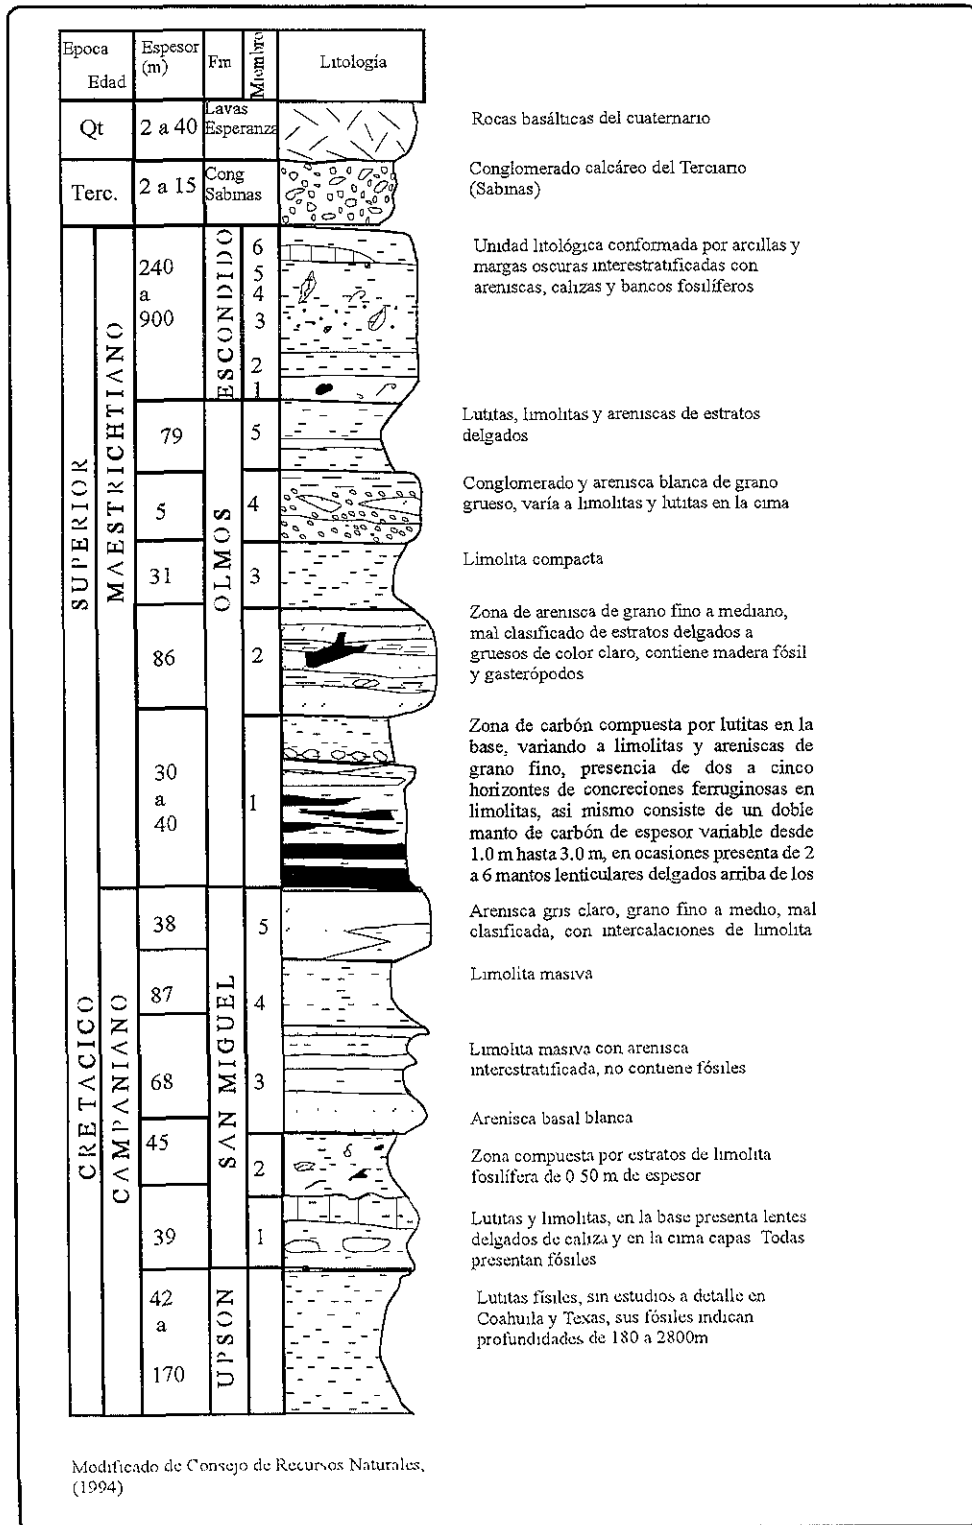 Epoca
Edad
Espesor
(m)
Fm
Miembro
Litología
Qt
2 a 40
Lavas
Esperanza
Rocas basálticas del cuaternario
Terc.
2 a 15
Cong
Sabinas
Conglomerado calcáreo del Terciario
(Sabinas)
CRETACICO SUPERIOR
MAESTRICHTIANO
240
a
900
ESCONDIDO
6
5
4
3
2
1
Unidad litológica conformada por arcillas y
margas oscuras interestratificadas con
areniscas, calizas y bancos fosilíferos
OLMOS
79
5
Lutitas, limolitas y areniscas de estratos
delgados
5
4
Conglomerado y arenisca blanca de grano
grueso, varía a limolitas y lutitas en la cima
31
3
Limolita compacta
86
2
Zona de arenisca de grano fino a mediano,
mal clasificado de estratos delgados a
gruesos de color claro, contiene madera fósil
y gasterópodos
30
a
40
1
Zona de carbón compuesta por lutitas en la
base, variando a limolitas y areniscas de
grano fino, presencia de dos a cinco
horizontes de concreciones ferruginosas en
limolitas, asi mismo consiste de un doble
manto de carbón de espesor variable desde
1.0 m hasta 3.0 m, en ocasiones presenta de 2
a 6 mantos lenticulares delgados arriba de los
CAMPANIANO
SAN MIGUEL
38
5
Arenisca gris claro, grano fino a medio, mal
clasificada, con intercalaciones de limolita
87
4
Limolita masiva
68
3
Limolita masiva con arenisca
interestratificada, no contiene fósiles
Arenisca basal blanca
45
2
Zona compuesta por estratos de limolita
fosilífera de 0 50 m de espesor
39
1
Lutitas y limolitas, en la base presenta lentes
delgados de caliza y en la cima capas Todas
presentan fósiles
42
a
170
UPSON
Lutitas físiles, sin estudios a detalle en
Coahuila y Texas, sus fósiles indican
profundidades de 180 a 2800m
Modificado de Consejo de Recursos Naturales,
(1994)